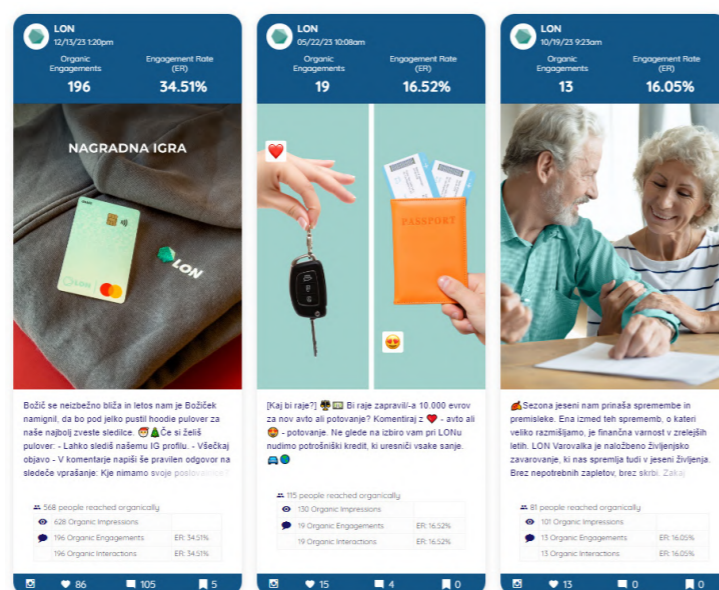 LON
12/13/23 1:20pm
Organic
Engagements
Engagement Rate
(ER)
196
34.51%
NAGRADNA IGRA
LON
Božič se neizbežno bliža in letos nam je Božiček
namignil, da bo pod jelko pustil hoodie pulover za
naše najbolj zveste sledilce. 🎅🎄Če si želiš
pulover: - Lahko slediš našemu IG profilu. - Všečkaj
objavo - V komentarje napiši še pravilen odgovor na
sledeče vprašanje: Kje nimamo svoje poslovalnice?
568 people reached organically
628 Organic Impressions
196 Organic Engagements ER: 34.51%
196 Organic Interactions ER: 34.51%
86 105 5
LON
05/22/23 10:08am
Organic
Engagements
Engagement Rate
(ER)
19
16.52%
PASSPORT
[Kaj bi raje?] Bi raje zapravil/-a 10.000 evrov
za nov avto ali potovanje? Komentiraj z ❤️ - avto ali
😍 - potovanje. Ne glede na izbiro vam pri LONu
nudimo potrošniški kredit, ki uresniči vsake sanje.
🚘🌍
115 people reached organically
130 Organic Impressions
19 Organic Engagements ER: 16.52%
19 Organic Interactions ER: 16.52%
15 4 0
LON
10/19/23 9:23am
Organic
Engagements
Engagement Rate
(ER)
13
16.05%
🍂Sezona jeseni nam prinaša spremembe in
premisleke. Ena izmed teh sprememb, o kateri
veliko razmišljamo, je finančna varnost v zrelejših
letih. LON Varovalka je naložbeno življenjsko
zavarovanje, ki nas spremlja tudi v jeseni življenja.
Brez nepotrebnih zapletov, brez skrbi. Zakaj
81 people reached organically
101 Organic Impressions
13 Organic Engagements ER: 16.05%
13 Organic Interactions ER: 16.05%
13 0 0